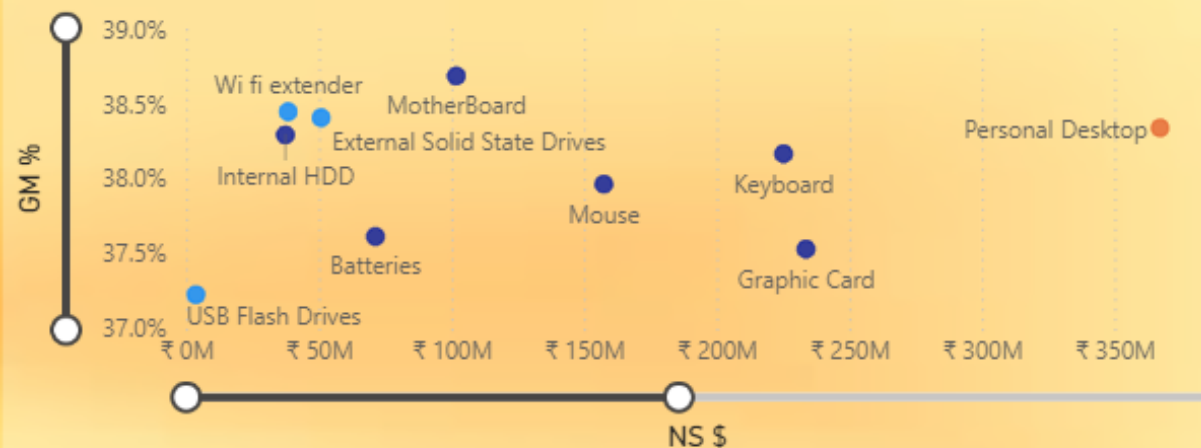 39.0%
Wi fi extender
38.5%
MotherBoard
External Solid State Drives
Personal Desktop
GM %
38.0%
Internal HDD
Keyboard
Mouse
37.5%
Batteries
Graphic Card
USB Flash Drives
37.0%
₹ 0M ₹ 50M ₹ 100M ₹ 150M ₹ 200M ₹ 250M ₹ 300M ₹ 350M
NS $